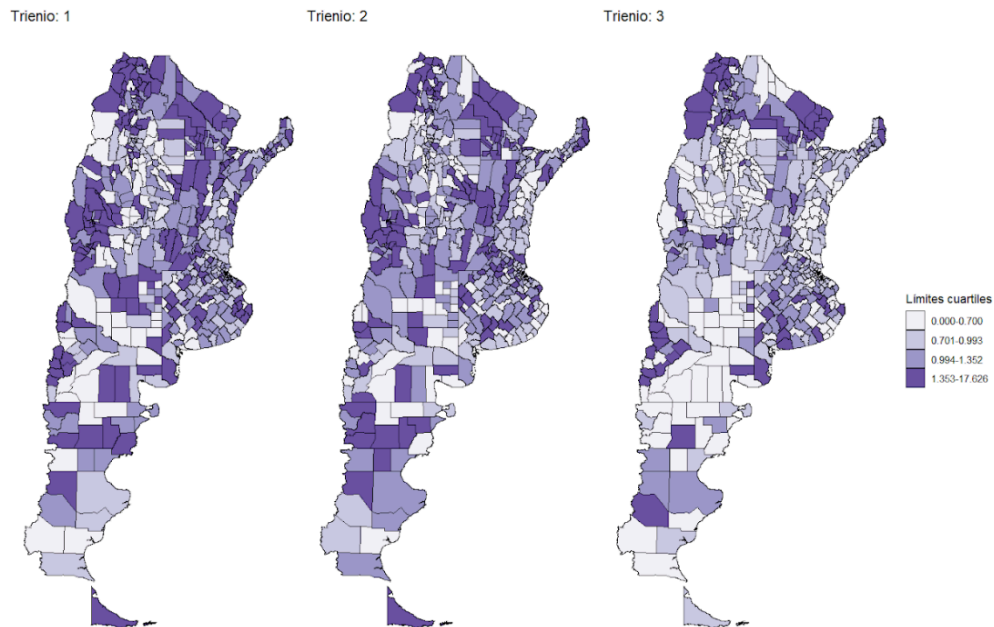 Trienio: 1
Trienio: 2
Trienio: 3
Límites cuartiles
0.000-0.700
0.701-0.993
0.994-1.352
1.353-17.626